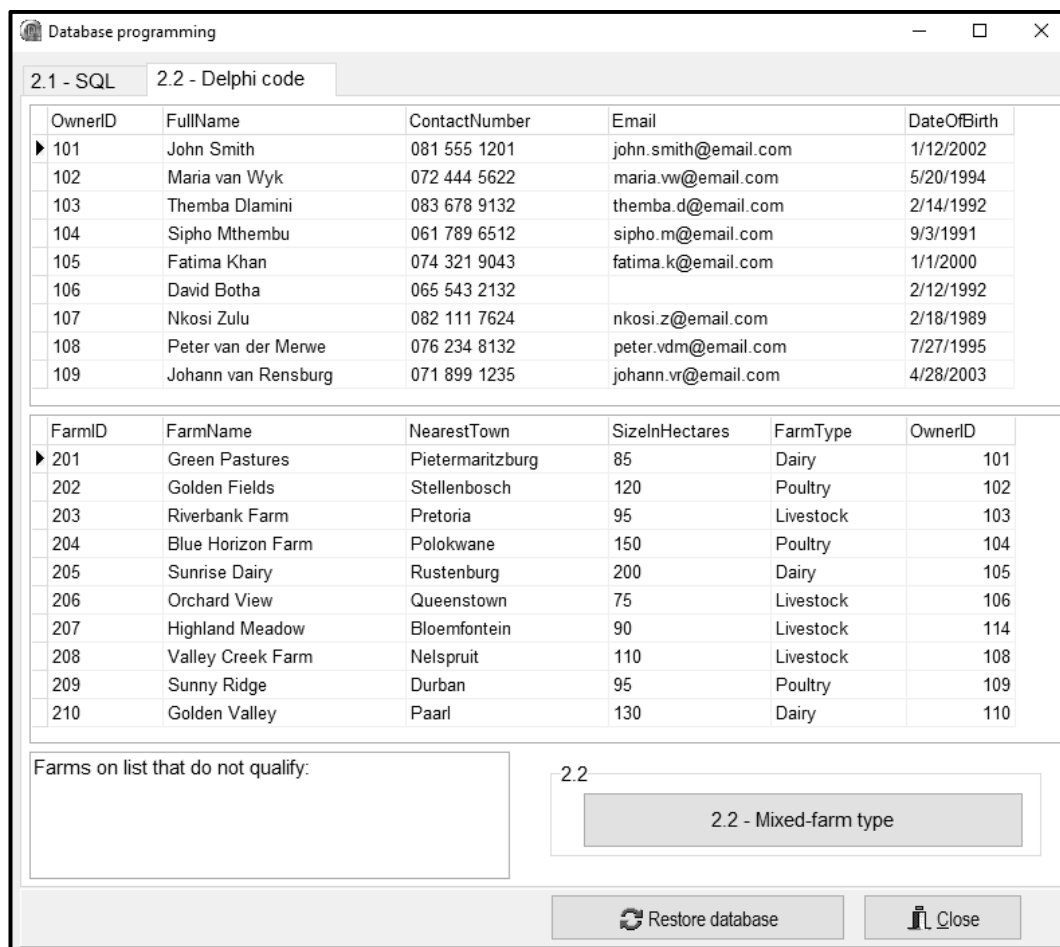 Database programming
2.1 - SQL 2.2 - Delphi code
OwnerID FullName ContactNumber Email DateOfBirth
101 John Smith 081 555 1201 john.smith@email.com 1/12/2002
102 Maria van Wyk 072 444 5622 maria.vw@email.com 5/20/1994
103 Themba Dlamini 083 678 9132 themba.d@email.com 2/14/1992
104 Sipho Mthembu 061 789 6512 sipho.m@email.com 9/3/1991
105 Fatima Khan 074 321 9043 fatima.k@email.com 1/1/2000
106 David Botha 065 543 2132 2/12/1992
107 Nkosi Zulu 082 111 7624 nkosi.z@email.com 2/18/1989
108 Peter van der Merwe 076 234 8132 peter.vdm@email.com 7/27/1995
109 Johann van Rensburg 071 899 1235 johann.vr@email.com 4/28/2003
FarmID FarmName NearestTown SizeInHectares FarmType OwnerID
201 Green Pastures Pietermaritzburg 85 Dairy 101
202 Golden Fields Stellenbosch 120 Poultry 102
203 Riverbank Farm Pretoria 95 Livestock 103
204 Blue Horizon Farm Polokwane 150 Poultry 104
205 Sunrise Dairy Rustenburg 200 Dairy 105
206 Orchard View Queenstown 75 Livestock 106
207 Highland Meadow Bloemfontein 90 Livestock 114
208 Valley Creek Farm Nelspruit 110 Livestock 108
209 Sunny Ridge Durban 95 Poultry 109
210 Golden Valley Paarl 130 Dairy 110
Farms on list that do not qualify:
2.2
2.2 - Mixed-farm type
Restore database Close